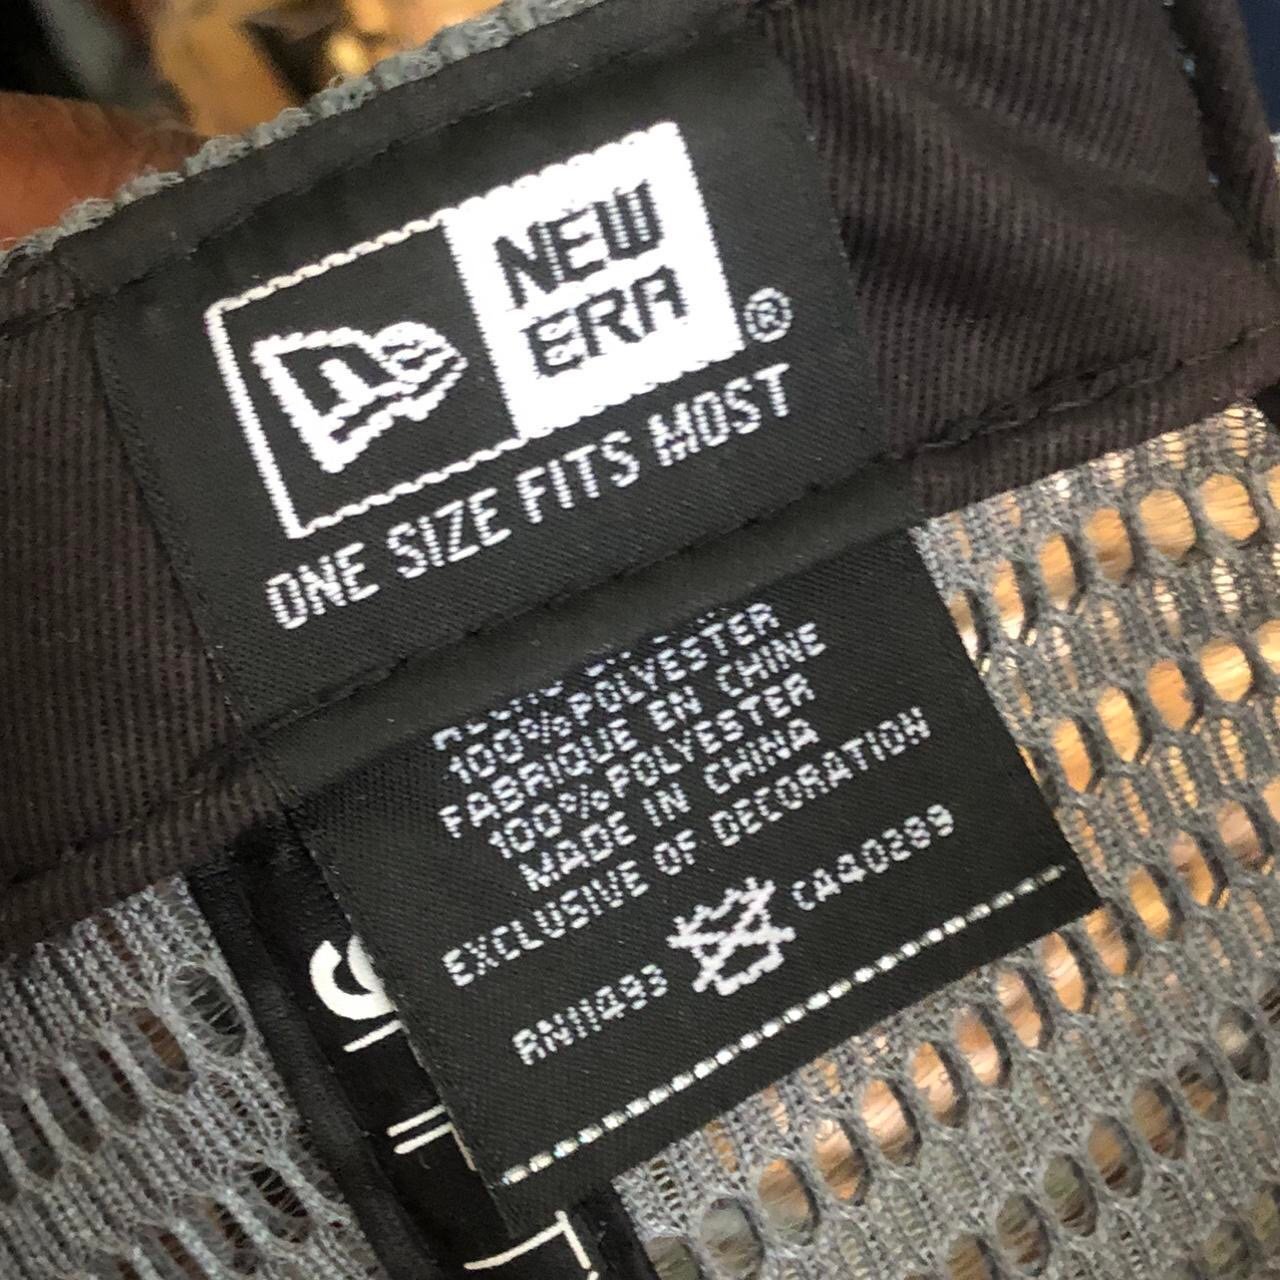 NEW
ERA
®
ONE SIZE FITS MOST
100%POLYESTER
FABRIQUE EN CHINE
100%POLYESTER
MADE IN CHINA
EXCLUSIVE OF DECORATION
RN11493 CA40289